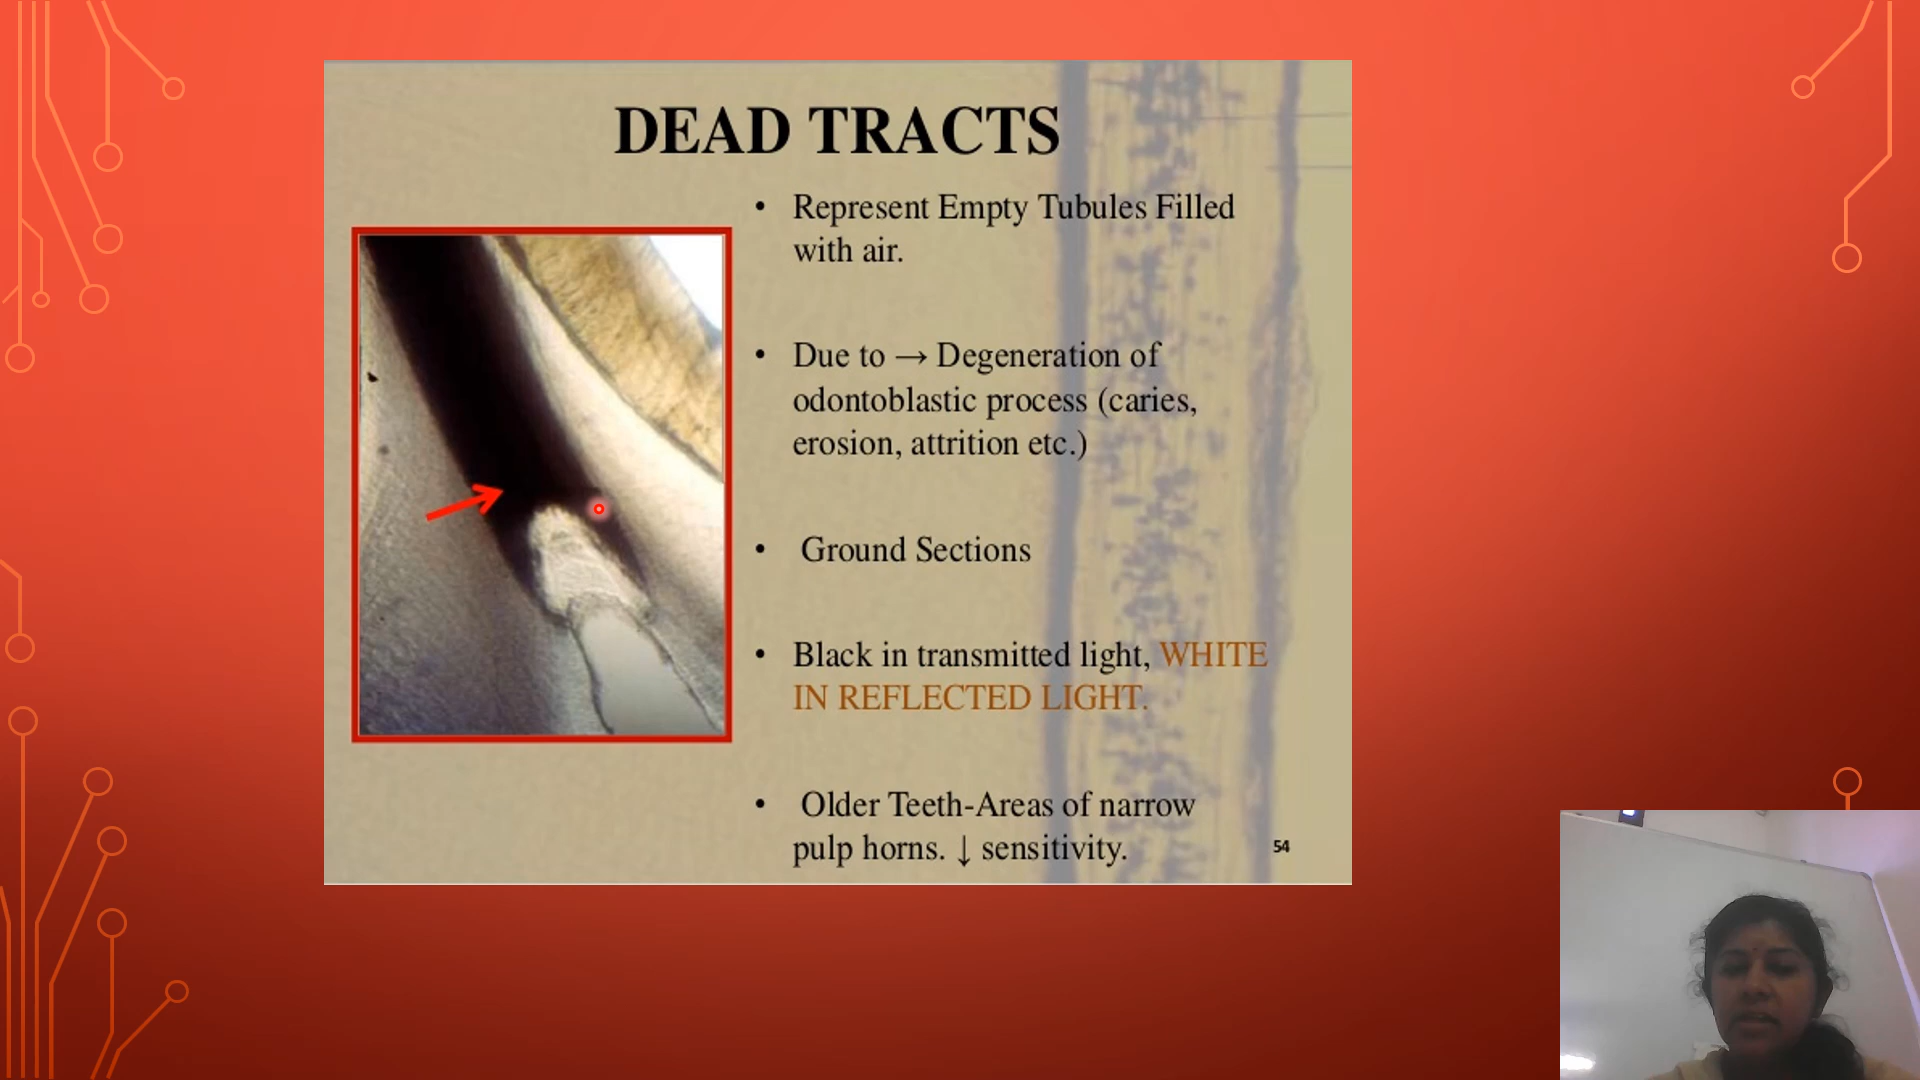 DEAD TRACTS
• Represent Empty Tubules Filled
with air.
• Due to → Degeneration of
odontoblastic process (caries,
erosion, attrition etc.)
• Ground Sections
• Black in transmitted light, WHITE
IN REFLECTED LIGHT.
• Older Teeth-Areas of narrow
pulp horns. ↓ sensitivity.
54